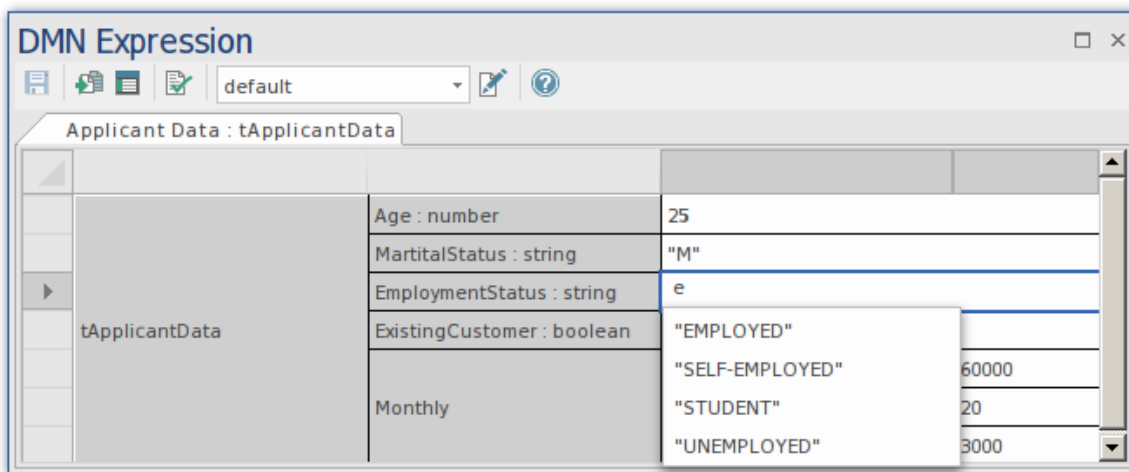 DMN Expression
default
Applicant Data : tApplicantData
Age : number 25
MartitalStatus : string "M"
EmploymentStatus : string e
tApplicantData ExistingCustomer : boolean "EMPLOYED"
"SELF-EMPLOYED" 60000
Monthly "STUDENT" 20
"UNEMPLOYED" 3000